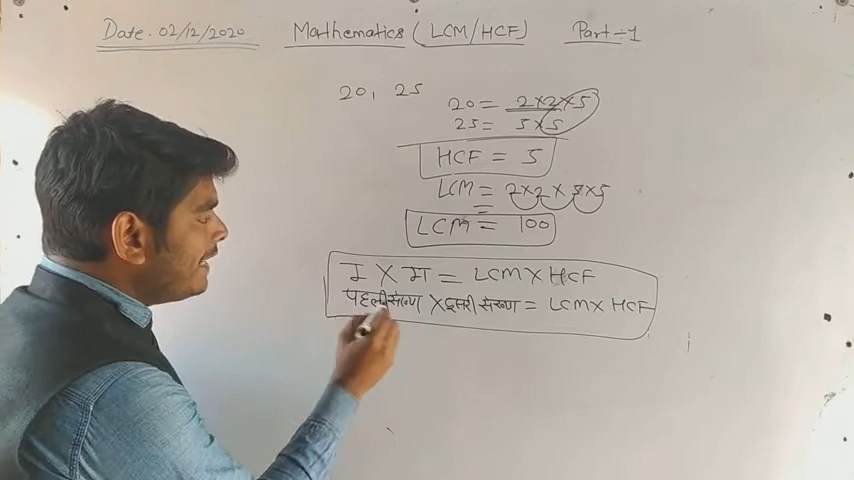 Date. 02/12/2020 Mathematics (LCM/HCF) Part-1
20, 25
20 = 2×2×5
25 = 5×5
HCF = 5
LCM = 2×2×5×5
=
LCM = 100
I × II = LCM × HCF
पहली संख्या × दूसरी संख्या = LCM × HCF